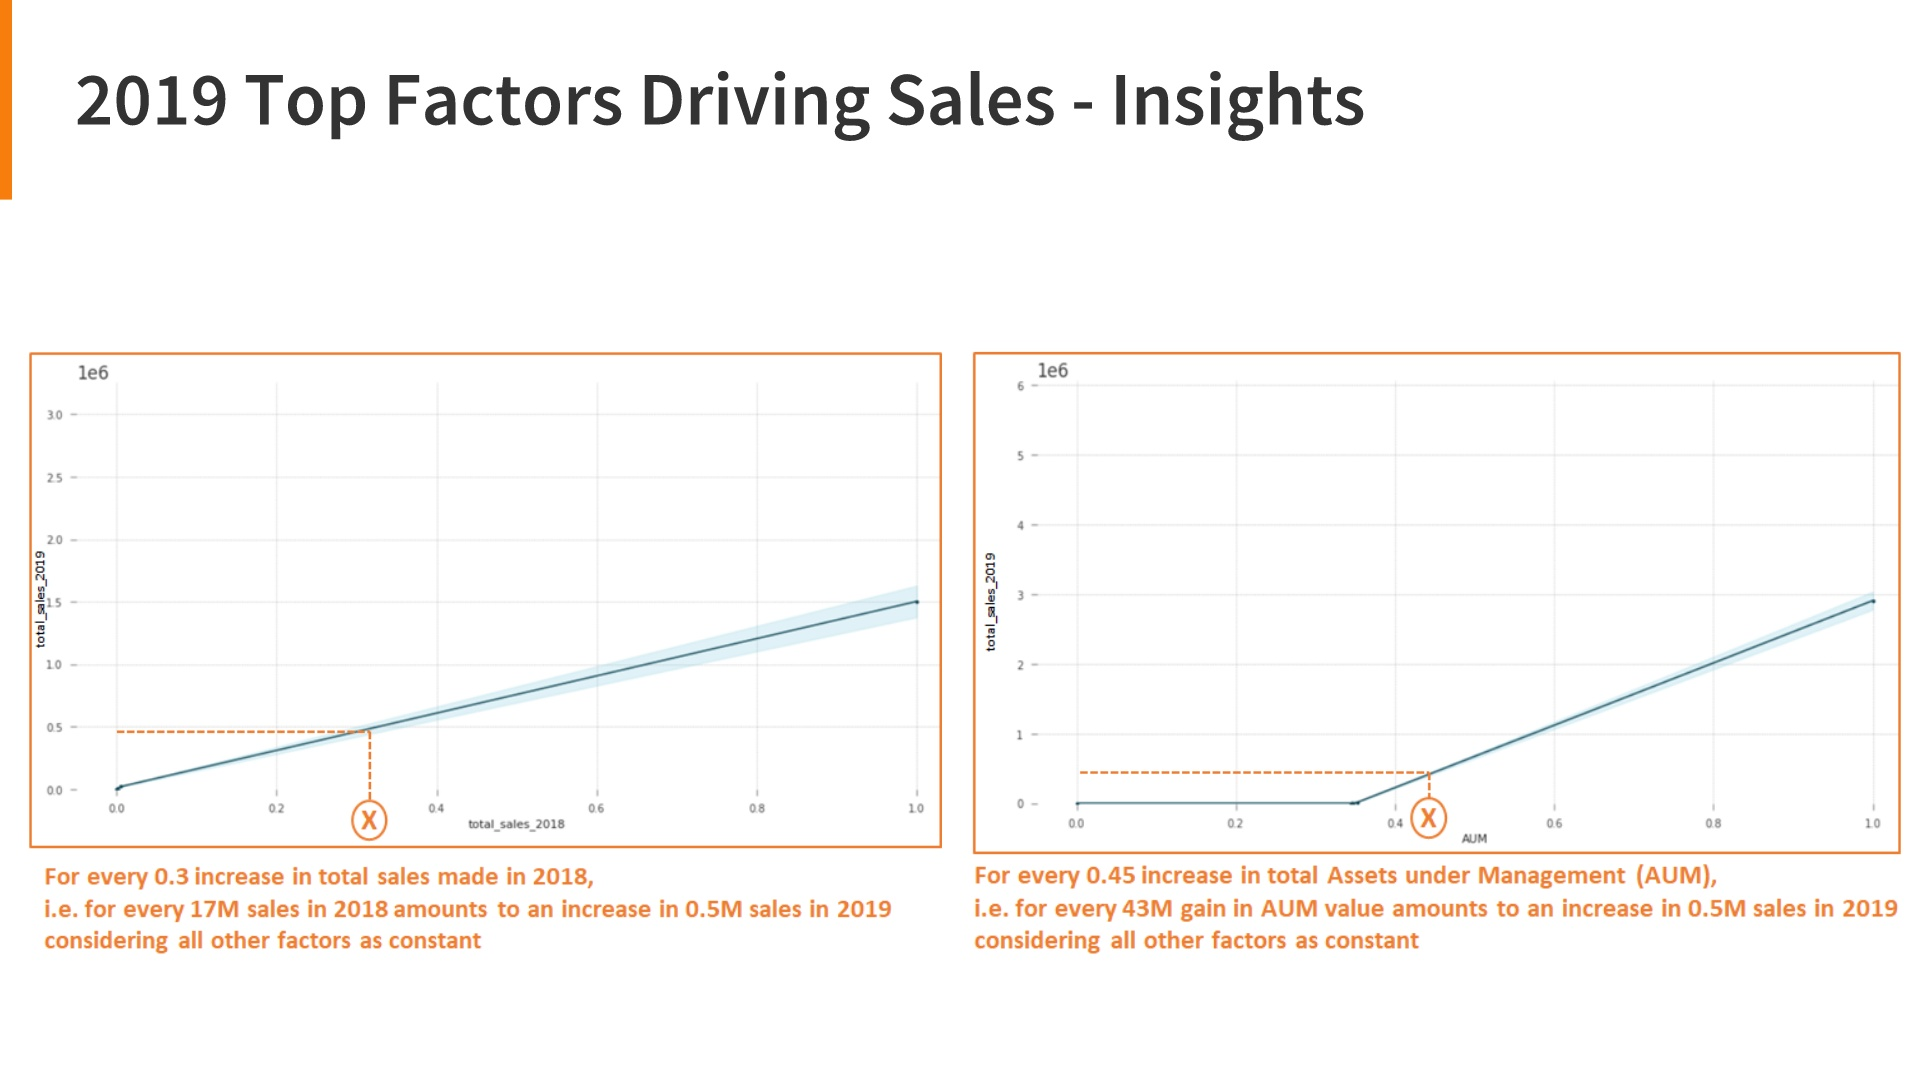 2019 Top Factors Driving Sales - Insights
1e6
3.0
2.5
2.0
1.5
1.0
0.5
0.0
total_sales_2019
0.0 0.2 0.4 0.6 0.8 1.0
X
total_sales_2018
For every 0.3 increase in total sales made in 2018,
i.e. for every 17M sales in 2018 amounts to an increase in 0.5M sales in 2019
considering all other factors as constant
1e6
6
5
4
3
2
1
0
total_sales_2019
0.0 0.2 0.4 0.6 0.8 1.0
X
AUM
For every 0.45 increase in total Assets under Management (AUM),
i.e. for every 43M gain in AUM value amounts to an increase in 0.5M sales in 2019
considering all other factors as constant